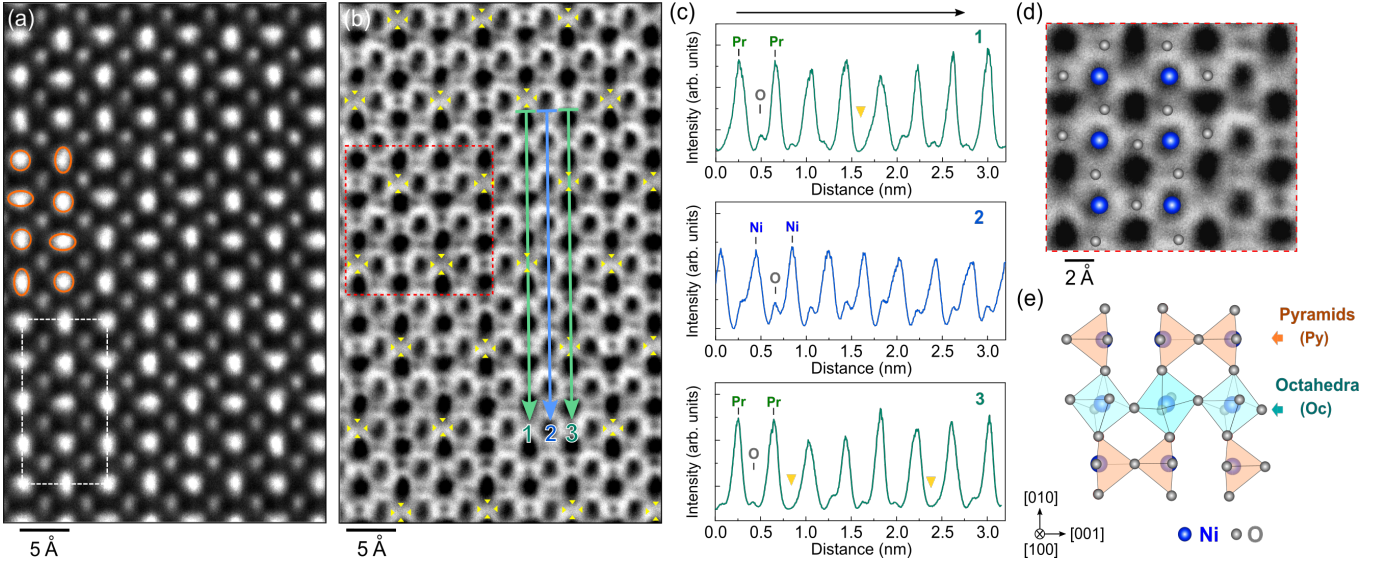 (a)
5 Å
(b)
1 2 3
5 Å
(c)
1
Pr Pr
O
Intensity (arb. units)
0.0 0.5 1.0 1.5 2.0 2.5 3.0
Distance (nm)
2
Ni Ni
O
Intensity (arb. units)
0.0 0.5 1.0 1.5 2.0 2.5 3.0
Distance (nm)
3
Pr Pr
O
Intensity (arb. units)
0.0 0.5 1.0 1.5 2.0 2.5 3.0
Distance (nm)
(d)
2 Å
(e)
Pyramids
(Py)
Octahedra
(Oc)
[010]
[001]
[100]
Ni O